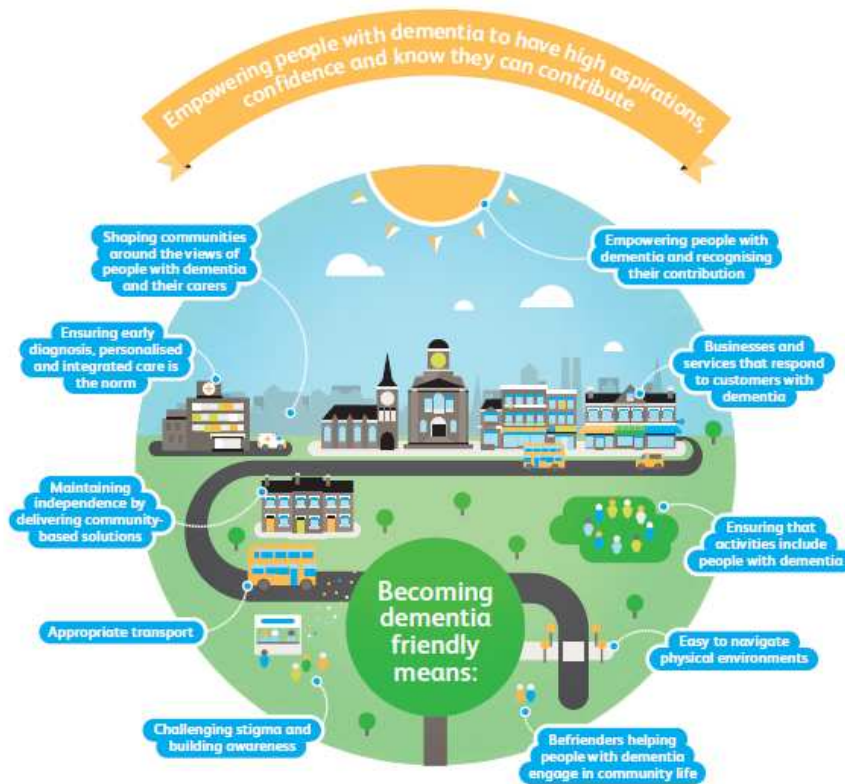 Empowering people with dementia to have high aspirations,
confidence and know they can contribute
Shaping communities
around the views of
people with dementia
and their carers
Empowering people with
dementia and recognising
their contribution
Ensuring early
diagnosis, personalised
and integrated care is
the norm
Businesses and
services that respond
to customers with
dementia
Maintaining
independence by
delivering community-
based solutions
Ensuring that
activities include
people with dementia
Becoming
dementia
friendly
means:
Appropriate transport
Easy to navigate
physical environments
Challenging stigma and
building awareness
Befrienders helping
people with dementia
engage in community life